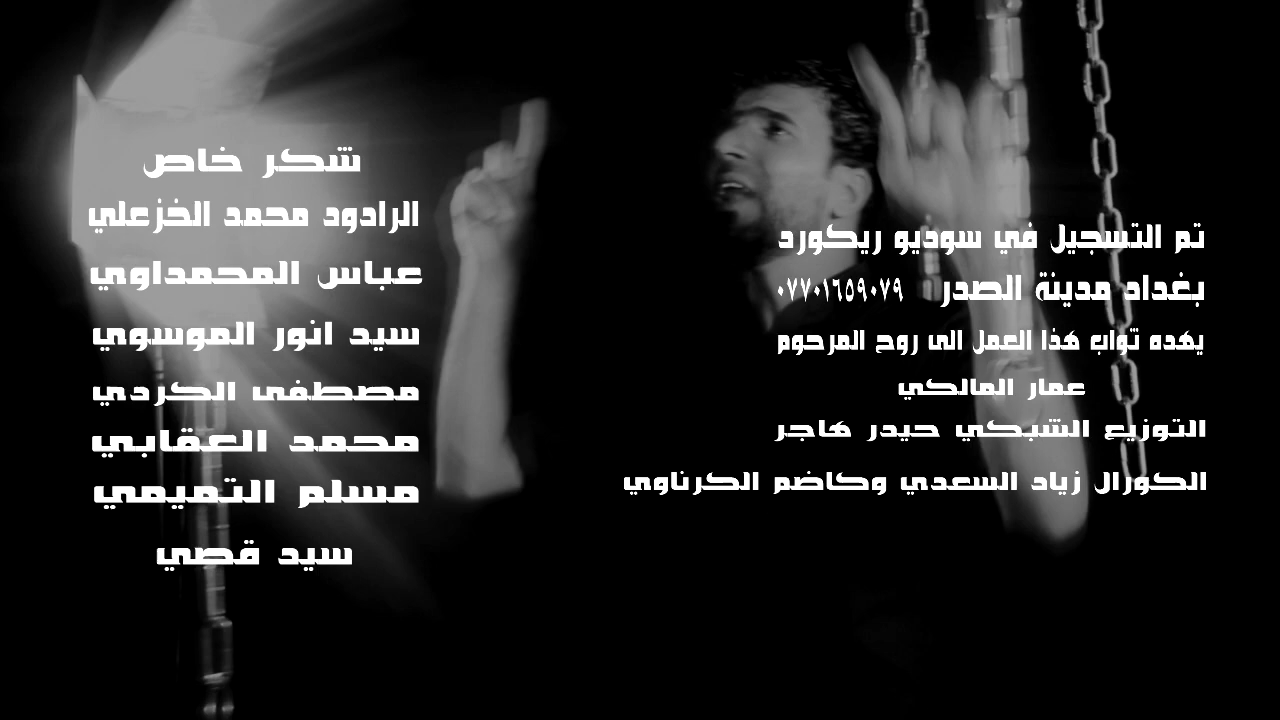 تم التسجيل في سوديو ريكورد
بغداد مدينة الصدر ٠٧٧٠١٦٥٩٠٧٩
يهده تواب هذا العمل الى روح المرحوم
عمار المالكي
التوزيع الشبكي حيدر هاجر
الكورال زياد السعدي وكاضم الكرناوي
شكر خاص
الرادود محمد الخزعلي
عباس المحمداوي
سيد انور الموسوي
مصطفى الكردي
محمد العقابي
مسلم التميمي
سيد قصي